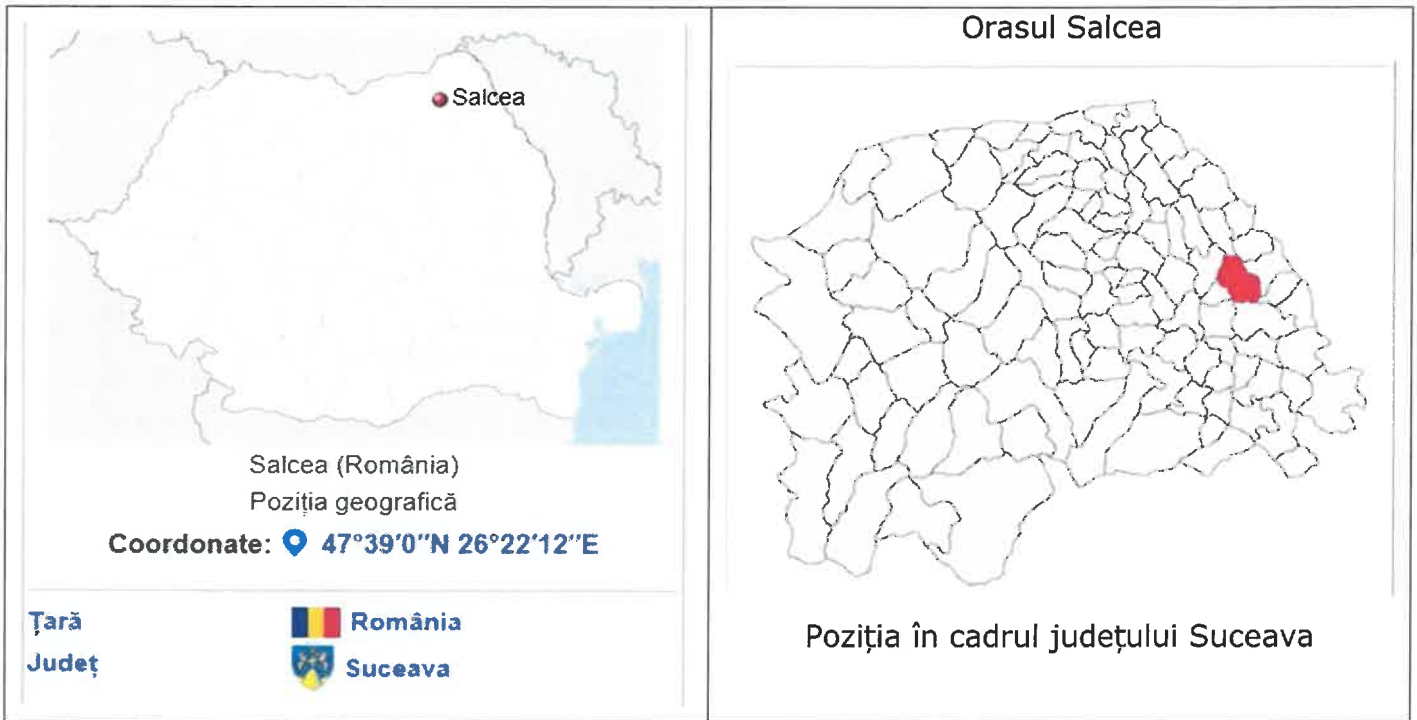 Salcea
Salcea (România)
Poziția geografică
Coordonate: 47°39′0″N 26°22′12″E
Țară
România
Județ
Suceava
Orasul Salcea
Poziția în cadrul județului Suceava